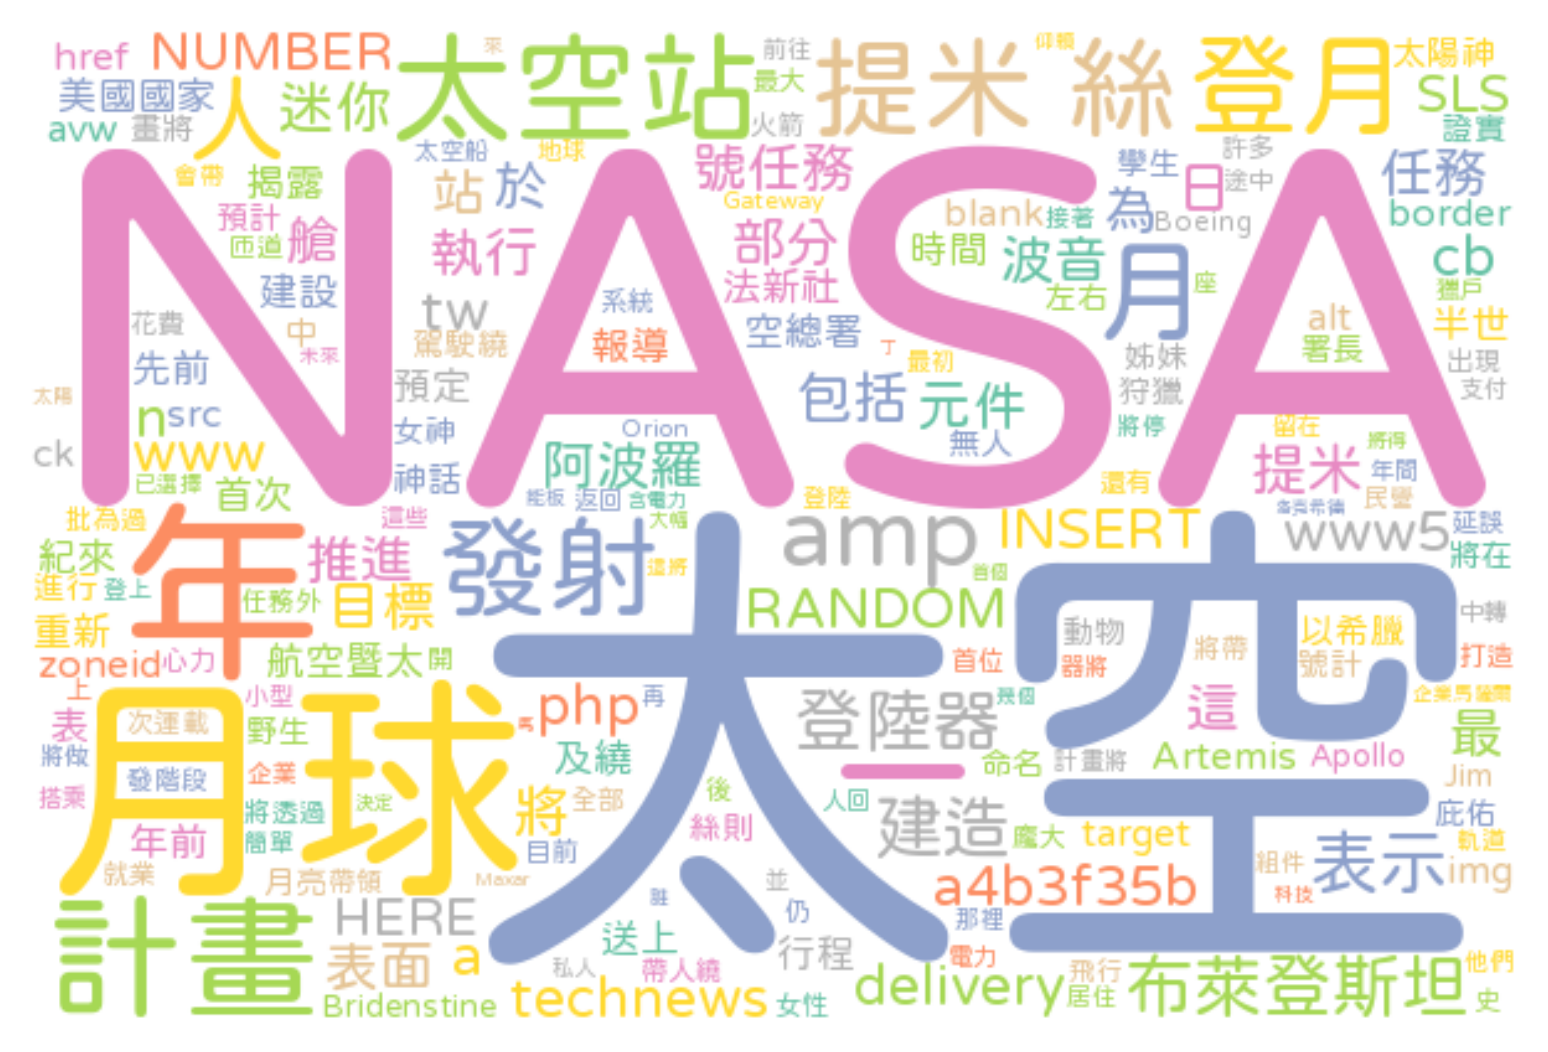 href NUMBER 太空站 來 前往 提米 絲 仰賴 登月 太陽神
美國國家 人 迷你 最大 SLS
avw 畫將 火箭 證實
太空船 地球 號任務 學生 許多 任務
會帶 揭露 站 於 Gateway 日 途中
預計 艙 blank 接著 為 Boeing border
匝道 執行 部分 時間 波音 月 cb
建設 法新社 左右 座 獵戶
NASA
花費 中 tw 系統 空總署 alt 半世
未來 駕駛繞 報導 丁 最初 姊妹 署長 出現
先前 預定 包括 元件 狩獵 支付
太陽 n src 女神 Orion 無人 將停 留在 將得
ck www 阿波羅 提米 年間
已選擇 首次 神話 能板 返回 含電力 登陸 還有 洛克希德 民營
批為過 年 這些 發射 大幅 amp INSERT www5 延誤
紀來 推進 這將 首個 將在
進行 登上 任務外 目標 RANDOM 太空 中轉
重新 動物 將帶 以希臘
zoneid 心力 航空暨太 開 首位 器將 號計 打造
上 月球 小型 php 再 登陸器 幾個 這 企業馬薩爾
表 次運載 野生 馬 最
將做 發階段 企業 及繞 命名 計畫將 Artemis Apollo
搭乘 將透過 決定 將 全部 後 人回 建造 Jim 庇佑
年前 簡單 目前 絲則 龐大 target 表示 軌道
就業 月亮帶領 Maxar 並 a4b3f35b 組件 科技 img
計畫 HERE 誰 仍 那裡
表面 a 送上 行程 電力 布萊登斯坦 他們
Bridenstine technews 私人 帶人繞 女性 delivery 飛行 居住 史